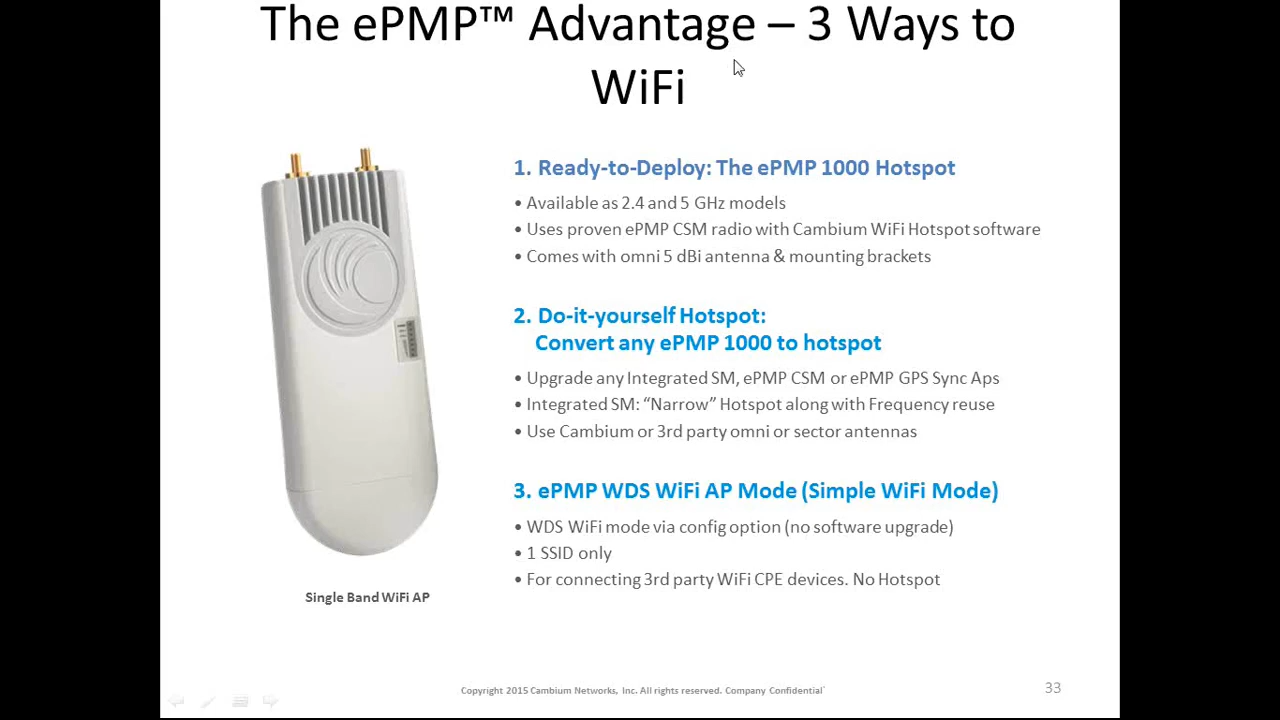 The ePMP™ Advantage – 3 Ways to
WiFi
1. Ready-to-Deploy: The ePMP 1000 Hotspot
• Available as 2.4 and 5 GHz models
• Uses proven ePMP CSM radio with Cambium WiFi Hotspot software
• Comes with omni 5 dBi antenna & mounting brackets
2. Do-it-yourself Hotspot:
Convert any ePMP 1000 to hotspot
• Upgrade any Integrated SM, ePMP CSM or ePMP GPS Sync Aps
• Integrated SM: “Narrow” Hotspot along with Frequency reuse
• Use Cambium or 3rd party omni or sector antennas
3. ePMP WDS WiFi AP Mode (Simple WiFi Mode)
• WDS WiFi mode via config option (no software upgrade)
• 1 SSID only
• For connecting 3rd party WiFi CPE devices. No Hotspot
Single Band WiFi AP
Copyright 2015 Cambium Networks, Inc. All rights reserved. Company Confidential
33